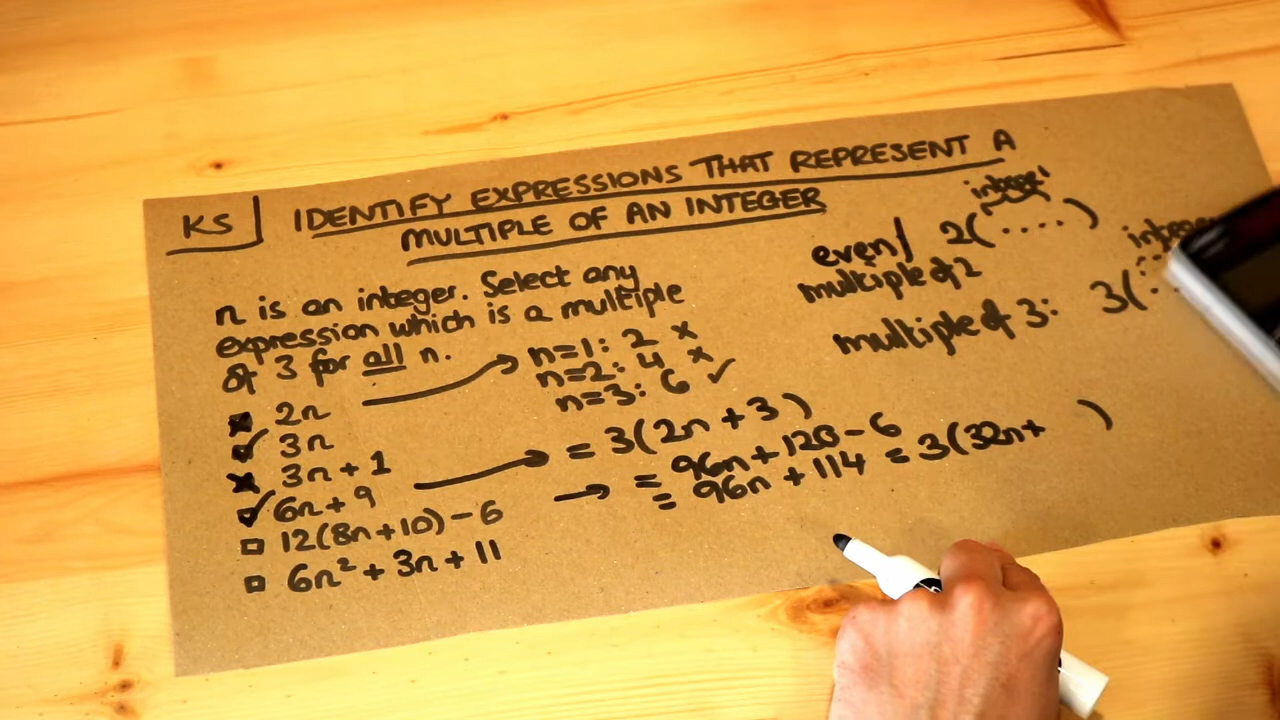 KS
IDENTIFY EXPRESSIONS THAT REPRESENT A
MULTIPLE OF AN INTEGER
n is an integer. Select any
expression which is a multiple
of 3 for all n.
2n
3n
3n + 1
6n + 9
12(8n+10) - 6
6n² + 3n + 11
n=1: 2 ×
n=2: 4 ×
n=3: 6 ✓
= 3(2n + 3)
= 96n + 120 - 6
= 96n + 114 = 3(32n+ )
integer
even/ 2(....)
multiple of 2
multiple of 3: 3(..